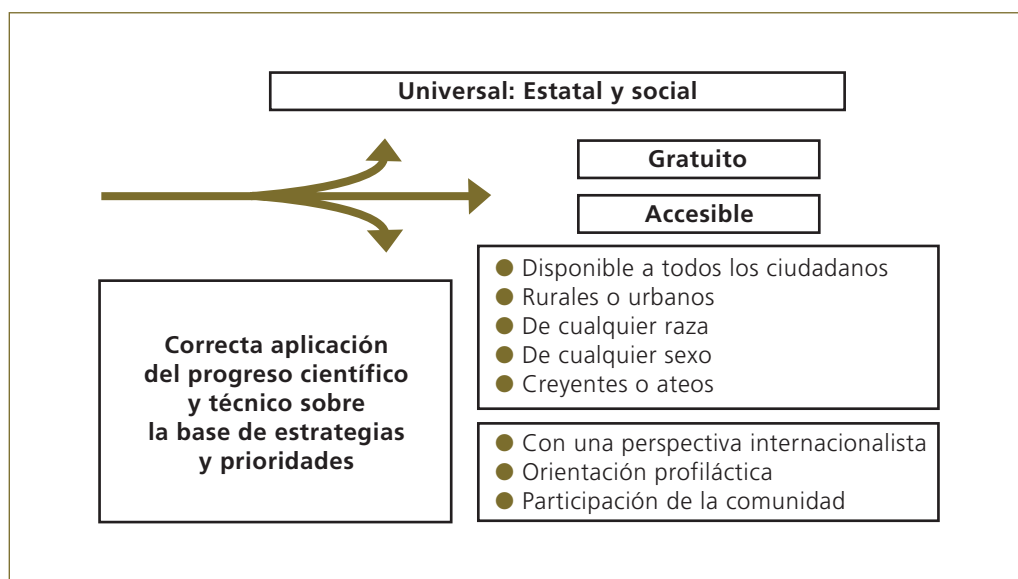 Universal: Estatal y social
Gratuito
Accesible
Correcta aplicación
del progreso científico
y técnico sobre
la base de estrategias
y prioridades
● Disponible a todos los ciudadanos
● Rurales o urbanos
● De cualquier raza
● De cualquier sexo
● Creyentes o ateos
● Con una perspectiva internacionalista
● Orientación profiláctica
● Participación de la comunidad